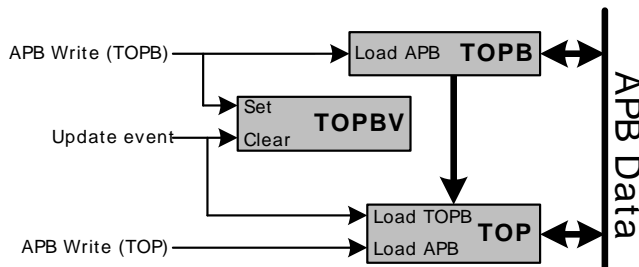 APB Write (TOPB)
Load APB TOPB
Set
TOPBV
Clear
Update event
Load TOPB
TOP
Load APB
APB Write (TOP)
APB Data